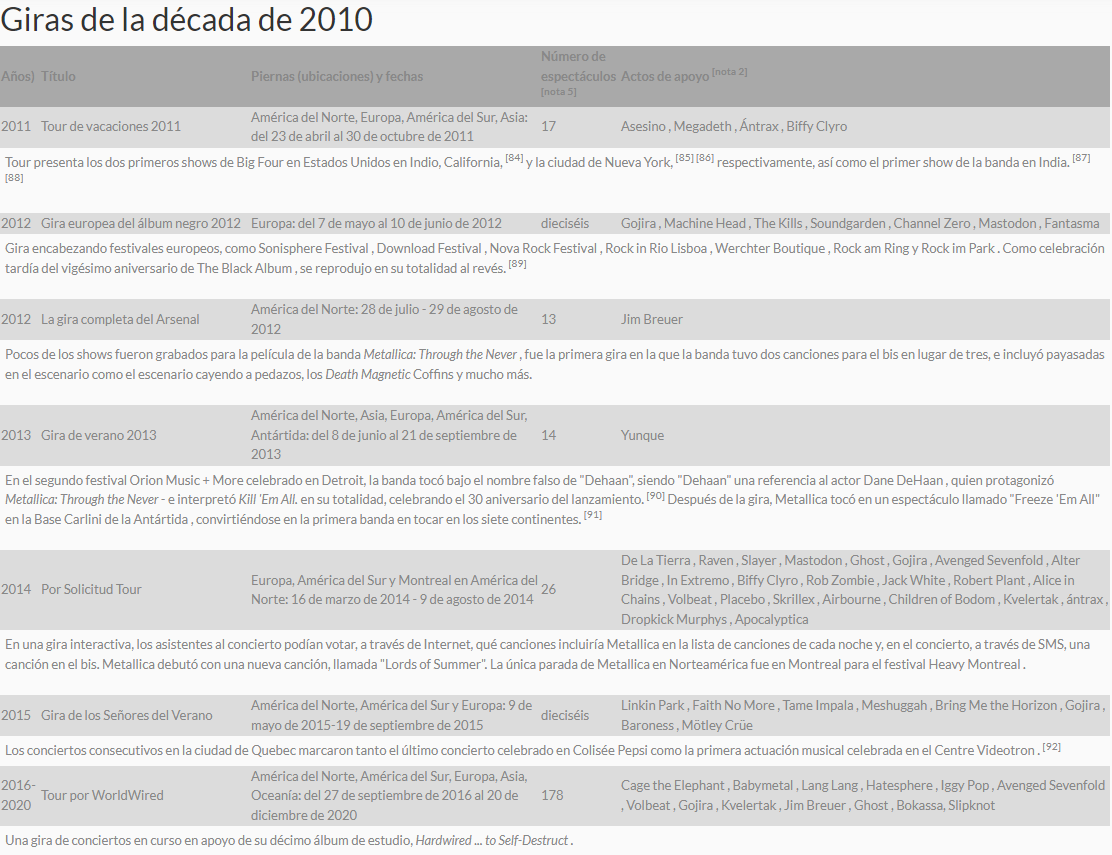 Giras de la década de 2010
Años) Título Piernas (ubicaciones) y fechas Número de espectáculos [nota 5] Actos de apoyo [nota 2]
2011 Tour de vacaciones 2011 América del Norte, Europa, América del Sur, Asia: del 23 de abril al 30 de octubre de 2011 17 Asesino , Megadeth , Ántrax , Biffy Clyro
Tour presenta los dos primeros shows de Big Four en Estados Unidos en Indio, California, [84] y la ciudad de Nueva York, [85] [86] respectivamente, así como el primer show de la banda en India. [87]
[88]
2012 Gira europea del álbum negro 2012 Europa: del 7 de mayo al 10 de junio de 2012 dieciséis Gojira , Machine Head , The Kills , Soundgarden , Channel Zero , Mastodon , Fantasma
Gira encabezando festivales europeos, como Sonisphere Festival , Download Festival , Nova Rock Festival , Rock in Rio Lisboa , Werchter Boutique , Rock am Ring y Rock im Park . Como celebración
tardía del vigésimo aniversario de The Black Album , se reprodujo en su totalidad al revés. [89]
2012 La gira completa del Arsenal América del Norte: 28 de julio - 29 de agosto de 2012 13 Jim Breuer
Pocos de los shows fueron grabados para la película de la banda Metallica: Through the Never , fue la primera gira en la que la banda tuvo dos canciones para el bis en lugar de tres, e incluyó payasadas
en el escenario como el escenario cayendo a pedazos, los Death Magnetic Coffins y mucho más.
2013 Gira de verano 2013 América del Norte, Asia, Europa, América del Sur, Antártida: del 8 de junio al 21 de septiembre de 2013 14 Yunque
En el segundo festival Orion Music + More celebrado en Detroit, la banda tocó bajo el nombre falso de "Dehaan", siendo "Dehaan" una referencia al actor Dane DeHaan , quien protagonizó
Metallica: Through the Never - e interpretó Kill 'Em All. en su totalidad, celebrando el 30 aniversario del lanzamiento. [90] Después de la gira, Metallica tocó en un espectáculo llamado "Freeze 'Em All"
en la Base Carlini de la Antártida , convirtiéndose en la primera banda en tocar en los siete continentes. [91]
2014 Por Solicitud Tour Europa, América del Sur y Montreal en América del Norte: 16 de marzo de 2014 - 9 de agosto de 2014 26 De La Tierra , Raven , Slayer , Mastodon , Ghost , Gojira , Avenged Sevenfold , Alter Bridge , In Extremo , Biffy Clyro , Rob Zombie , Jack White , Robert Plant , Alice in Chains , Volbeat , Placebo , Skrillex , Airbourne , Children of Bodom , Kvelertak , ántrax , Dropkick Murphys , Apocalyptica
En una gira interactiva, los asistentes al concierto podían votar, a través de Internet, qué canciones incluiría Metallica en la lista de canciones de cada noche y, en el concierto, a través de SMS, una
canción en el bis. Metallica debutó con una nueva canción, llamada "Lords of Summer". La única parada de Metallica en Norteamérica fue en Montreal para el festival Heavy Montreal .
2015 Gira de los Señores del Verano América del Norte, América del Sur y Europa: 9 de mayo de 2015-19 de septiembre de 2015 dieciséis Linkin Park , Faith No More , Tame Impala , Meshuggah , Bring Me the Horizon , Gojira , Baroness , Mötley Crüe
Los conciertos consecutivos en la ciudad de Quebec marcaron tanto el último concierto celebrado en Colisée Pepsi como la primera actuación musical celebrada en el Centre Videotron . [92]
2016-2020 Tour por WorldWired América del Norte, América del Sur, Europa, Asia, Oceanía: del 27 de septiembre de 2016 al 20 de diciembre de 2020 178 Cage the Elephant , Babymetal , Lang Lang , Hatesphere , Iggy Pop , Avenged Sevenfold , Volbeat , Gojira , Kvelertak , Jim Breuer , Ghost , Bokassa, Slipknot
Una gira de conciertos en curso en apoyo de su décimo álbum de estudio, Hardwired ... to Self-Destruct .